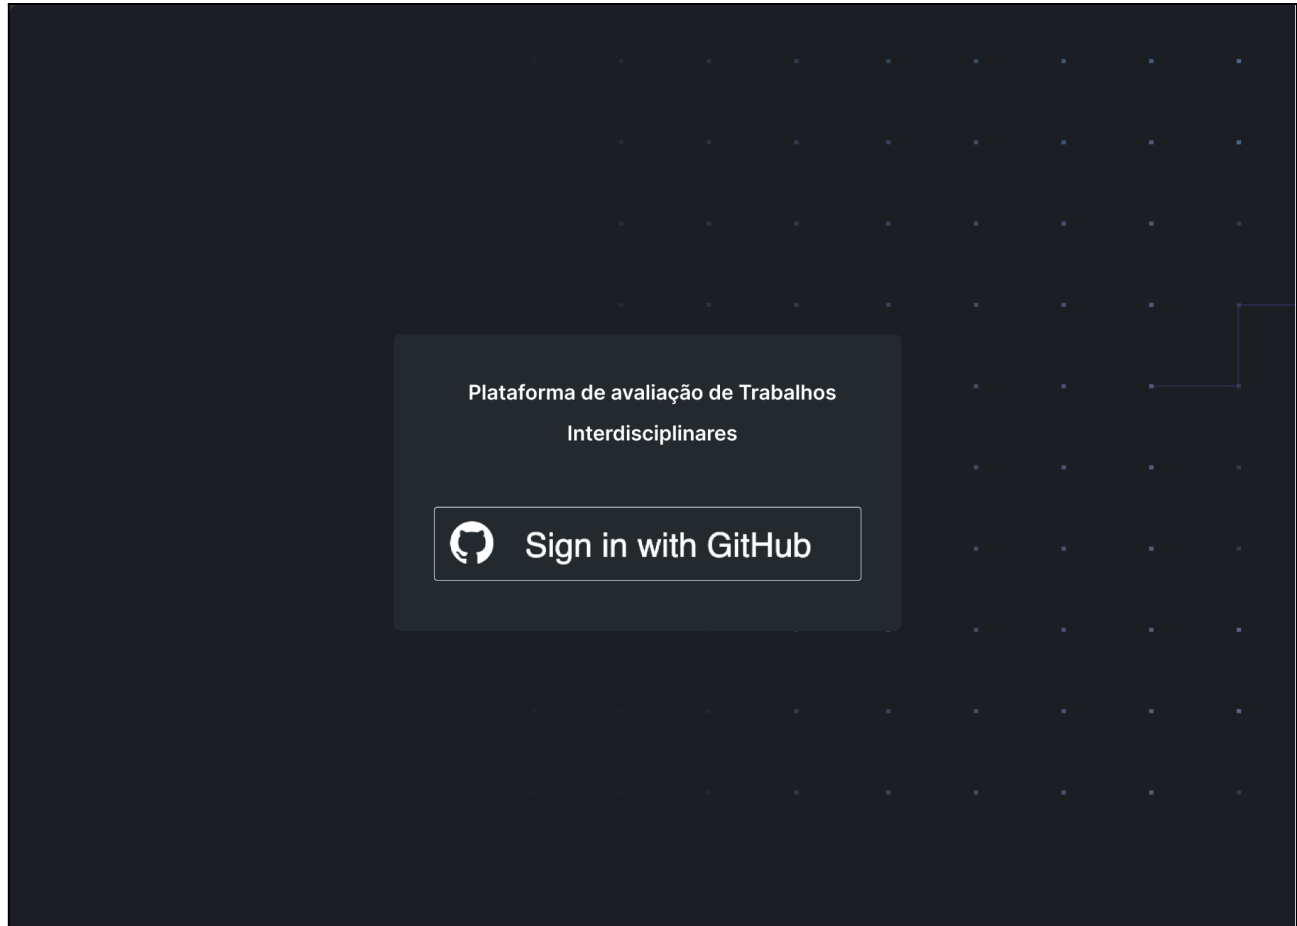 Plataforma de avaliação de Trabalhos
Interdisciplinares
Sign in with GitHub